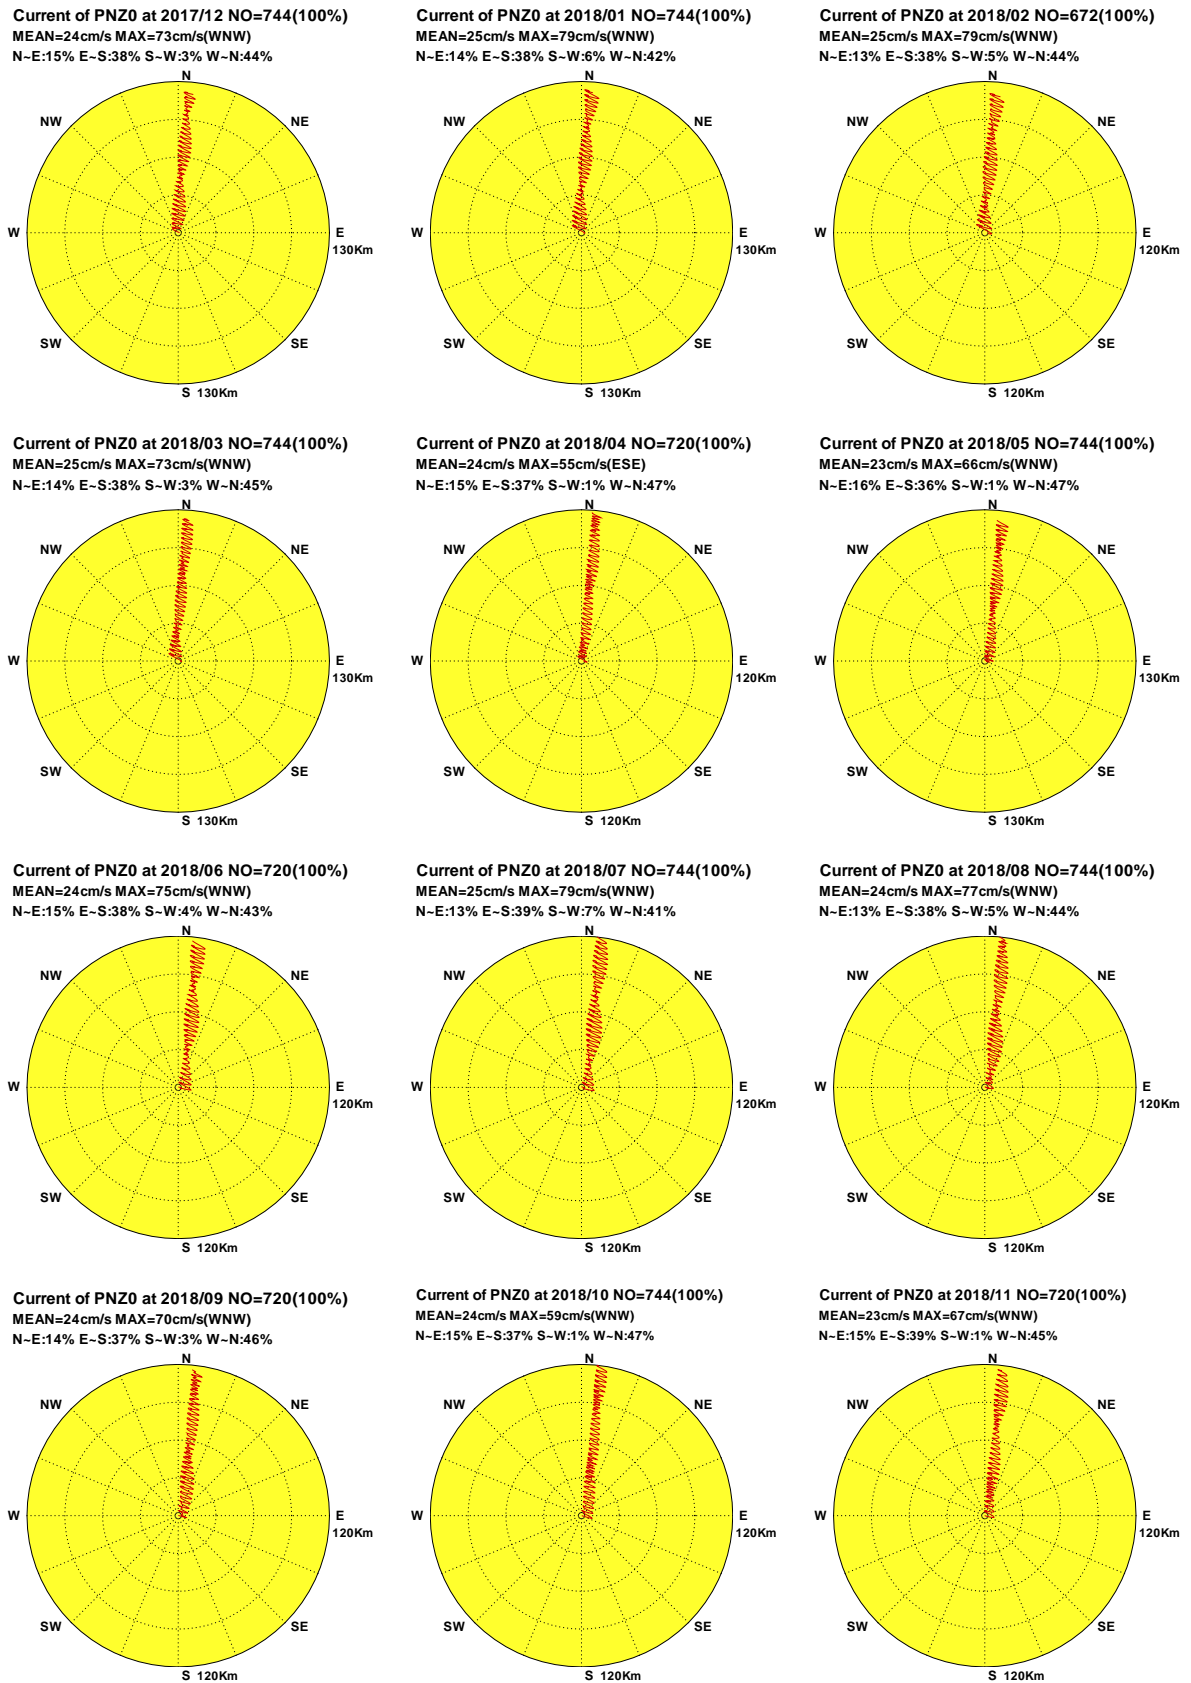 Current of PNZ0 at 2017/12 NO=744(100%)
MEAN=24cm/s MAX=73cm/s(WNW)
N~E:15% E~S:38% S~W:3% W~N:44%
N
NW
NE
W
E
130Km
SW
SE
S 130Km
Current of PNZ0 at 2018/01 NO=744(100%)
MEAN=25cm/s MAX=79cm/s(WNW)
N~E:14% E~S:38% S~W:6% W~N:42%
N
NW
NE
W
E
130Km
SW
SE
S 130Km
Current of PNZ0 at 2018/02 NO=672(100%)
MEAN=25cm/s MAX=79cm/s(WNW)
N~E:13% E~S:38% S~W:5% W~N:44%
N
NW
NE
W
E
120Km
SW
SE
S 120Km
Current of PNZ0 at 2018/03 NO=744(100%)
MEAN=25cm/s MAX=73cm/s(WNW)
N~E:14% E~S:38% S~W:3% W~N:45%
N
NW
NE
W
E
130Km
SW
SE
S 130Km
Current of PNZ0 at 2018/04 NO=720(100%)
MEAN=24cm/s MAX=55cm/s(ESE)
N~E:15% E~S:37% S~W:1% W~N:47%
N
NW
NE
W
E
120Km
SW
SE
S 120Km
Current of PNZ0 at 2018/05 NO=744(100%)
MEAN=23cm/s MAX=66cm/s(WNW)
N~E:16% E~S:36% S~W:1% W~N:47%
N
NW
NE
W
E
130Km
SW
SE
S 130Km
Current of PNZ0 at 2018/06 NO=720(100%)
MEAN=24cm/s MAX=75cm/s(WNW)
N~E:15% E~S:38% S~W:4% W~N:43%
N
NW
NE
W
E
120Km
SW
SE
S 120Km
Current of PNZ0 at 2018/07 NO=744(100%)
MEAN=25cm/s MAX=79cm/s(WNW)
N~E:13% E~S:39% S~W:7% W~N:41%
N
NW
NE
W
E
120Km
SW
SE
S 120Km
Current of PNZ0 at 2018/08 NO=744(100%)
MEAN=24cm/s MAX=77cm/s(WNW)
N~E:13% E~S:38% S~W:5% W~N:44%
N
NW
NE
W
E
120Km
SW
SE
S 120Km
Current of PNZ0 at 2018/09 NO=720(100%)
MEAN=24cm/s MAX=70cm/s(WNW)
N~E:14% E~S:37% S~W:3% W~N:46%
N
NW
NE
W
E
120Km
SW
SE
S 120Km
Current of PNZ0 at 2018/10 NO=744(100%)
MEAN=24cm/s MAX=59cm/s(WNW)
N~E:15% E~S:37% S~W:1% W~N:47%
N
NW
NE
W
E
120Km
SW
SE
S 120Km
Current of PNZ0 at 2018/11 NO=720(100%)
MEAN=23cm/s MAX=67cm/s(WNW)
N~E:15% E~S:39% S~W:1% W~N:45%
N
NW
NE
W
E
120Km
SW
SE
S 120Km